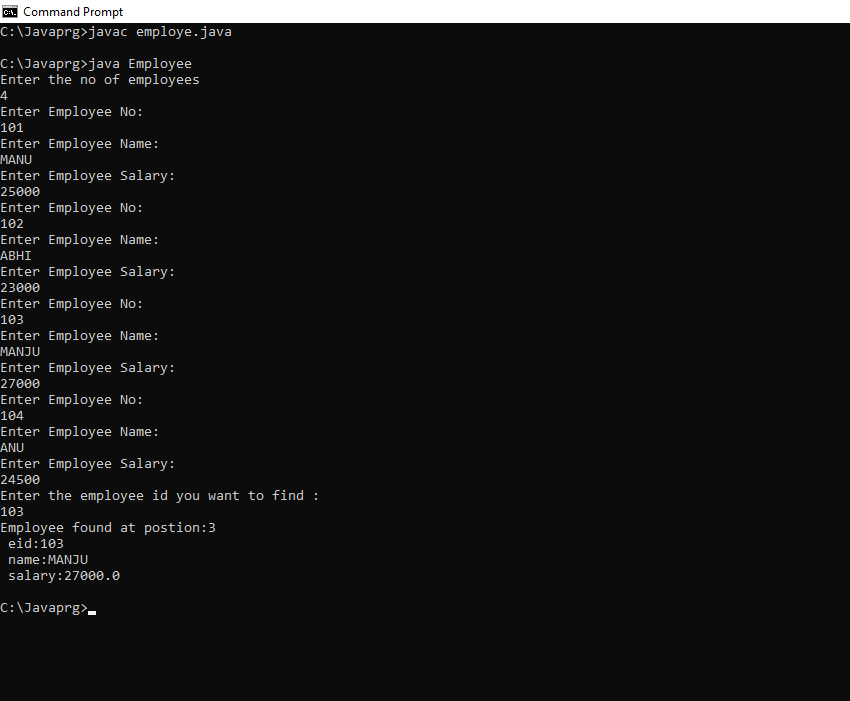 Command Prompt
C:\Javaprg>javac employe.java
C:\Javaprg>java Employee
Enter the no of employees
4
Enter Employee No:
101
Enter Employee Name:
MANU
Enter Employee Salary:
25000
Enter Employee No:
102
Enter Employee Name:
ABHI
Enter Employee Salary:
23000
Enter Employee No:
103
Enter Employee Name:
MANJU
Enter Employee Salary:
27000
Enter Employee No:
104
Enter Employee Name:
ANU
Enter Employee Salary:
24500
Enter the employee id you want to find :
103
Employee found at postion:3
 eid:103
 name:MANJU
 salary:27000.0
C:\Javaprg>